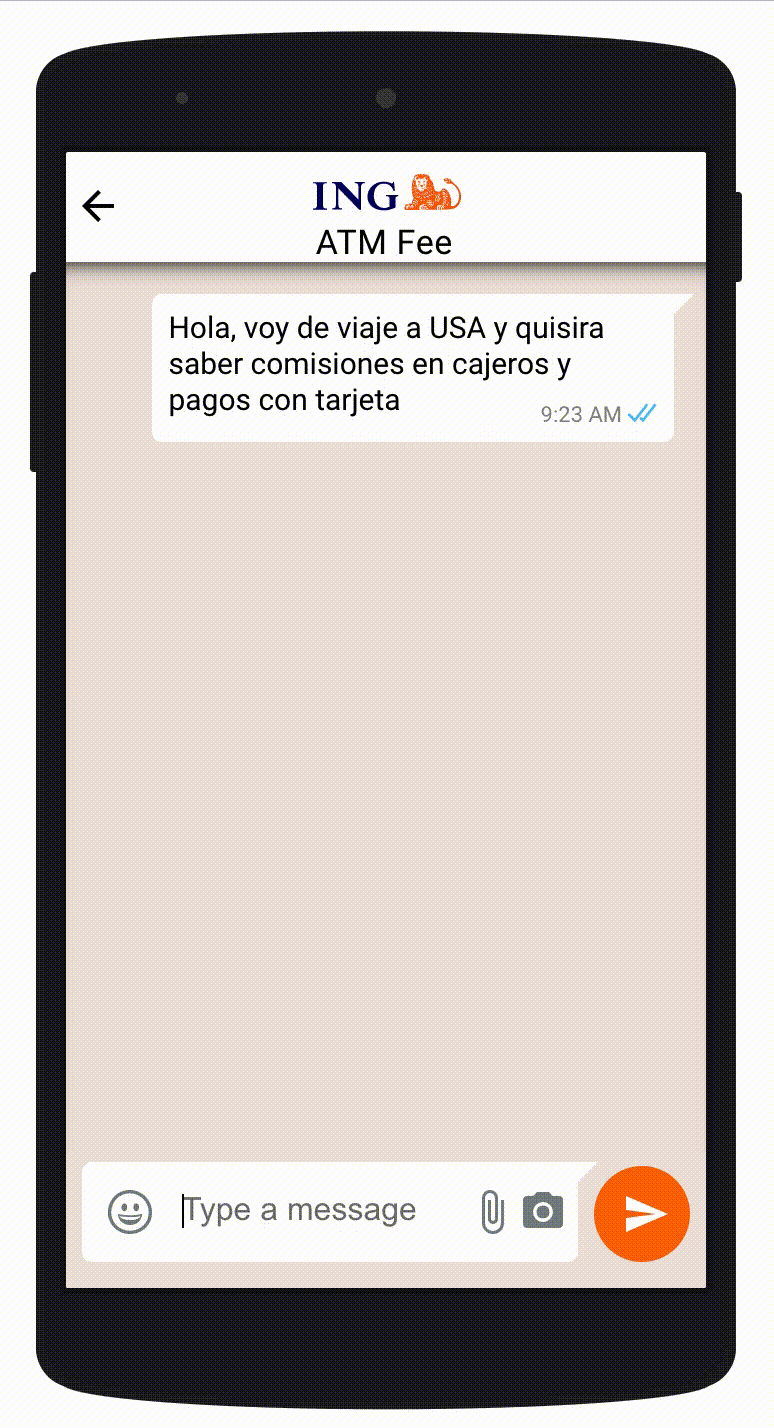 ING
ATM Fee
Hola, voy de viaje a USA y quisira
saber comisiones en cajeros y
pagos con tarjeta
9:23 AM
Type a message